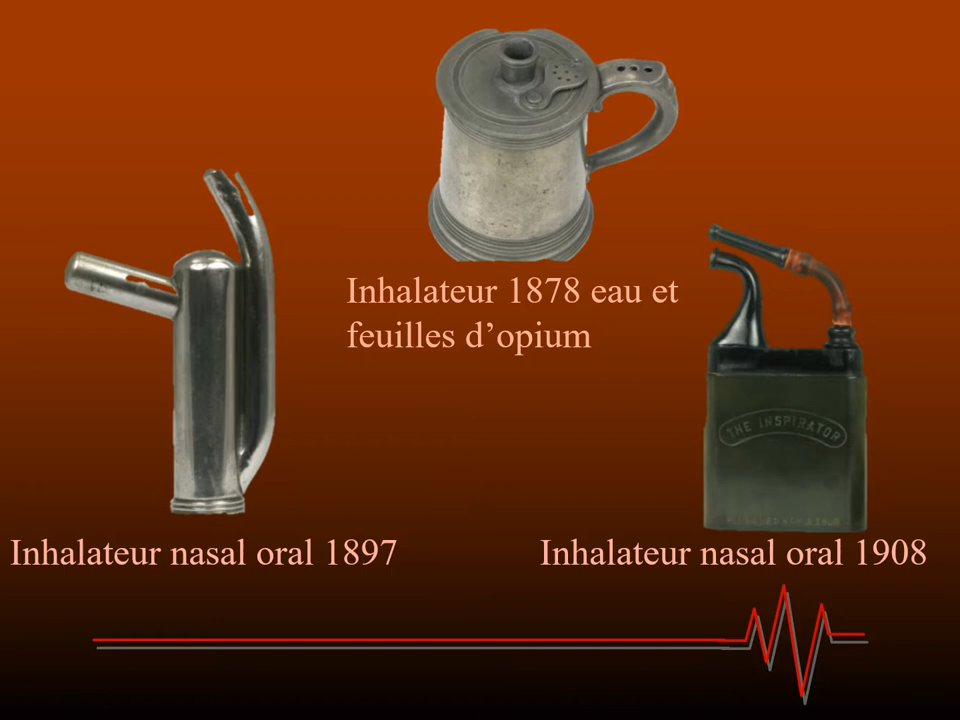 Inhalateur 1878 eau et
feuilles d’opium
THE INSPIRATOR
Inhalateur nasal oral 1897
Inhalateur nasal oral 1908